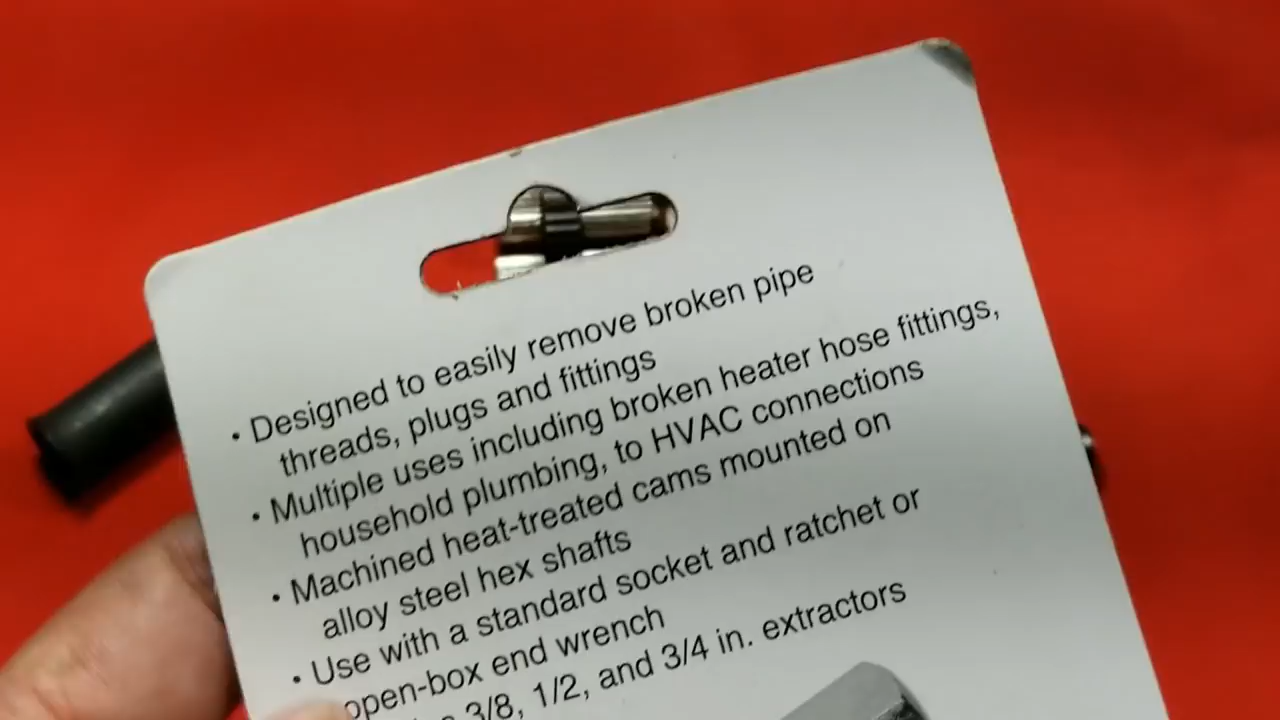 • Designed to easily remove broken pipe
threads, plugs and fittings
• Multiple uses including broken heater hose fittings,
household plumbing, to HVAC connections
• Machined heat-treated cams mounted on
alloy steel hex shafts
• Use with a standard socket and ratchet or
open-box end wrench
3/8, 1/2, and 3/4 in. extractors